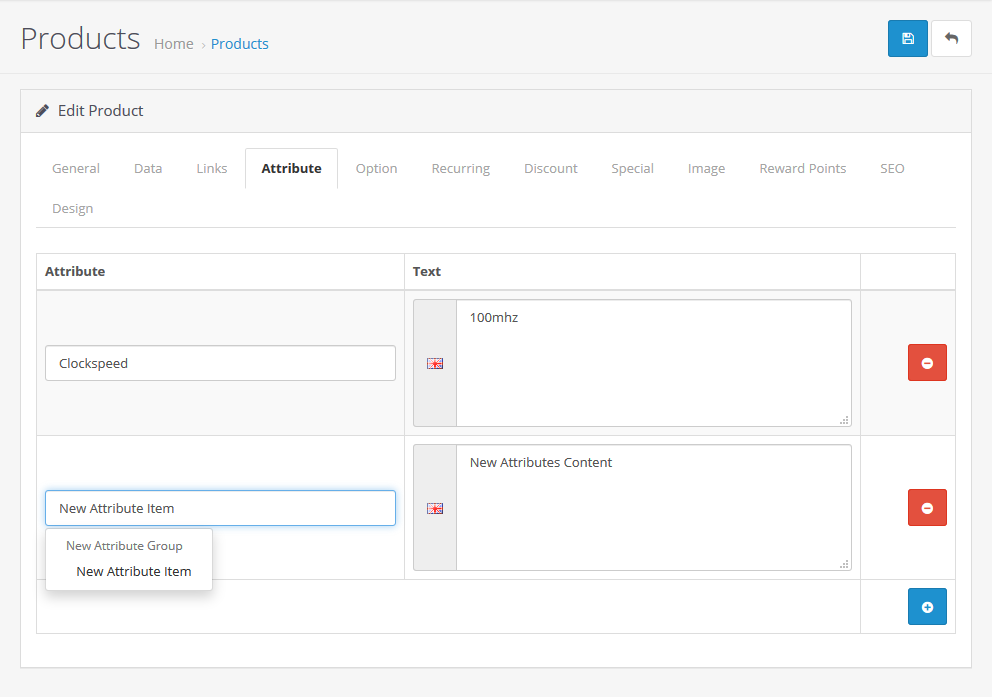 Products Home › Products
Edit Product
General Data Links Attribute Option Recurring Discount Special Image Reward Points SEO
Design
Attribute Text
100mhz
Clockspeed
New Attributes Content
New Attribute Item
New Attribute Group
New Attribute Item